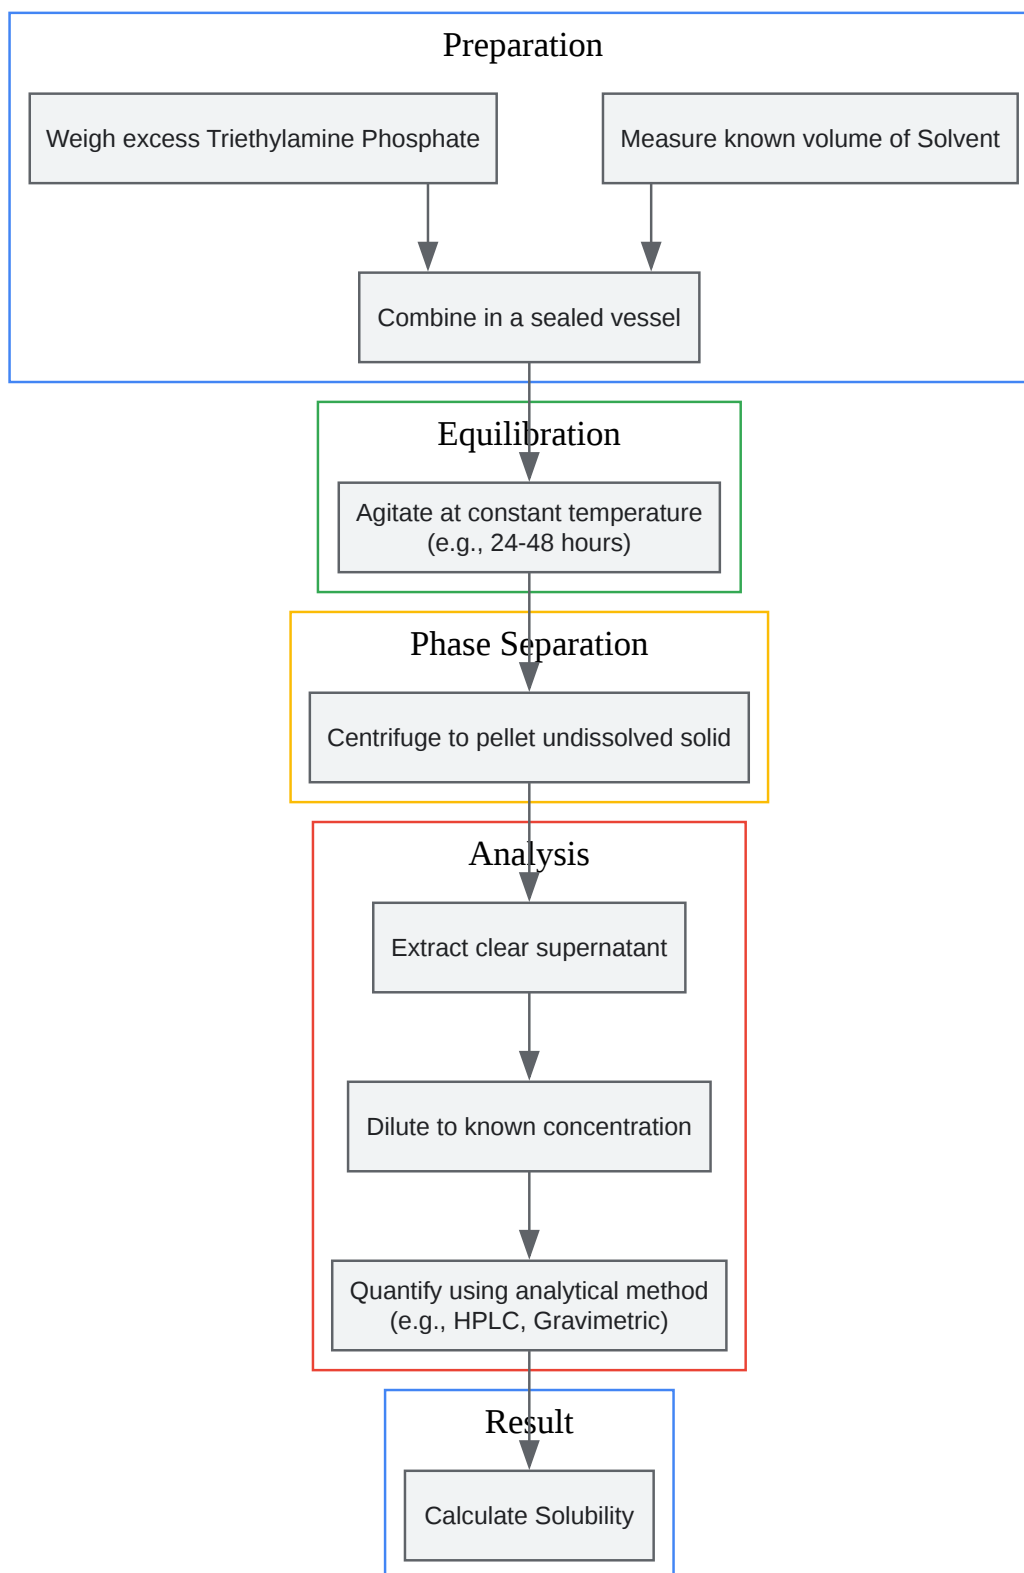 Preparation
Weigh excess Triethylamine Phosphate
Measure known volume of Solvent
Combine in a sealed vessel
Equilibration
Agitate at constant temperature
(e.g., 24-48 hours)
Phase Separation
Centrifuge to pellet undissolved solid
Analysis
Extract clear supernatant
Dilute to known concentration
Quantify using analytical method
(e.g., HPLC, Gravimetric)
Result
Calculate Solubility